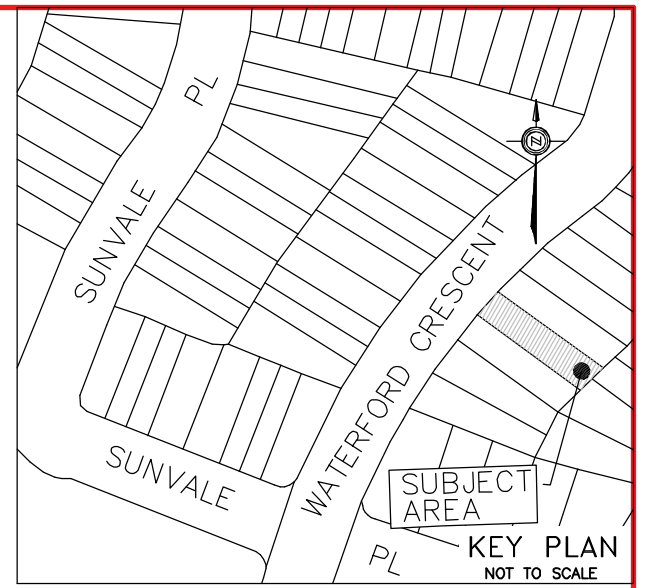 PL
SUNVALE
WATERFORD CRESCENT
N
SUNVALE
SUBJECT
AREA
PL
KEY PLAN
NOT TO SCALE